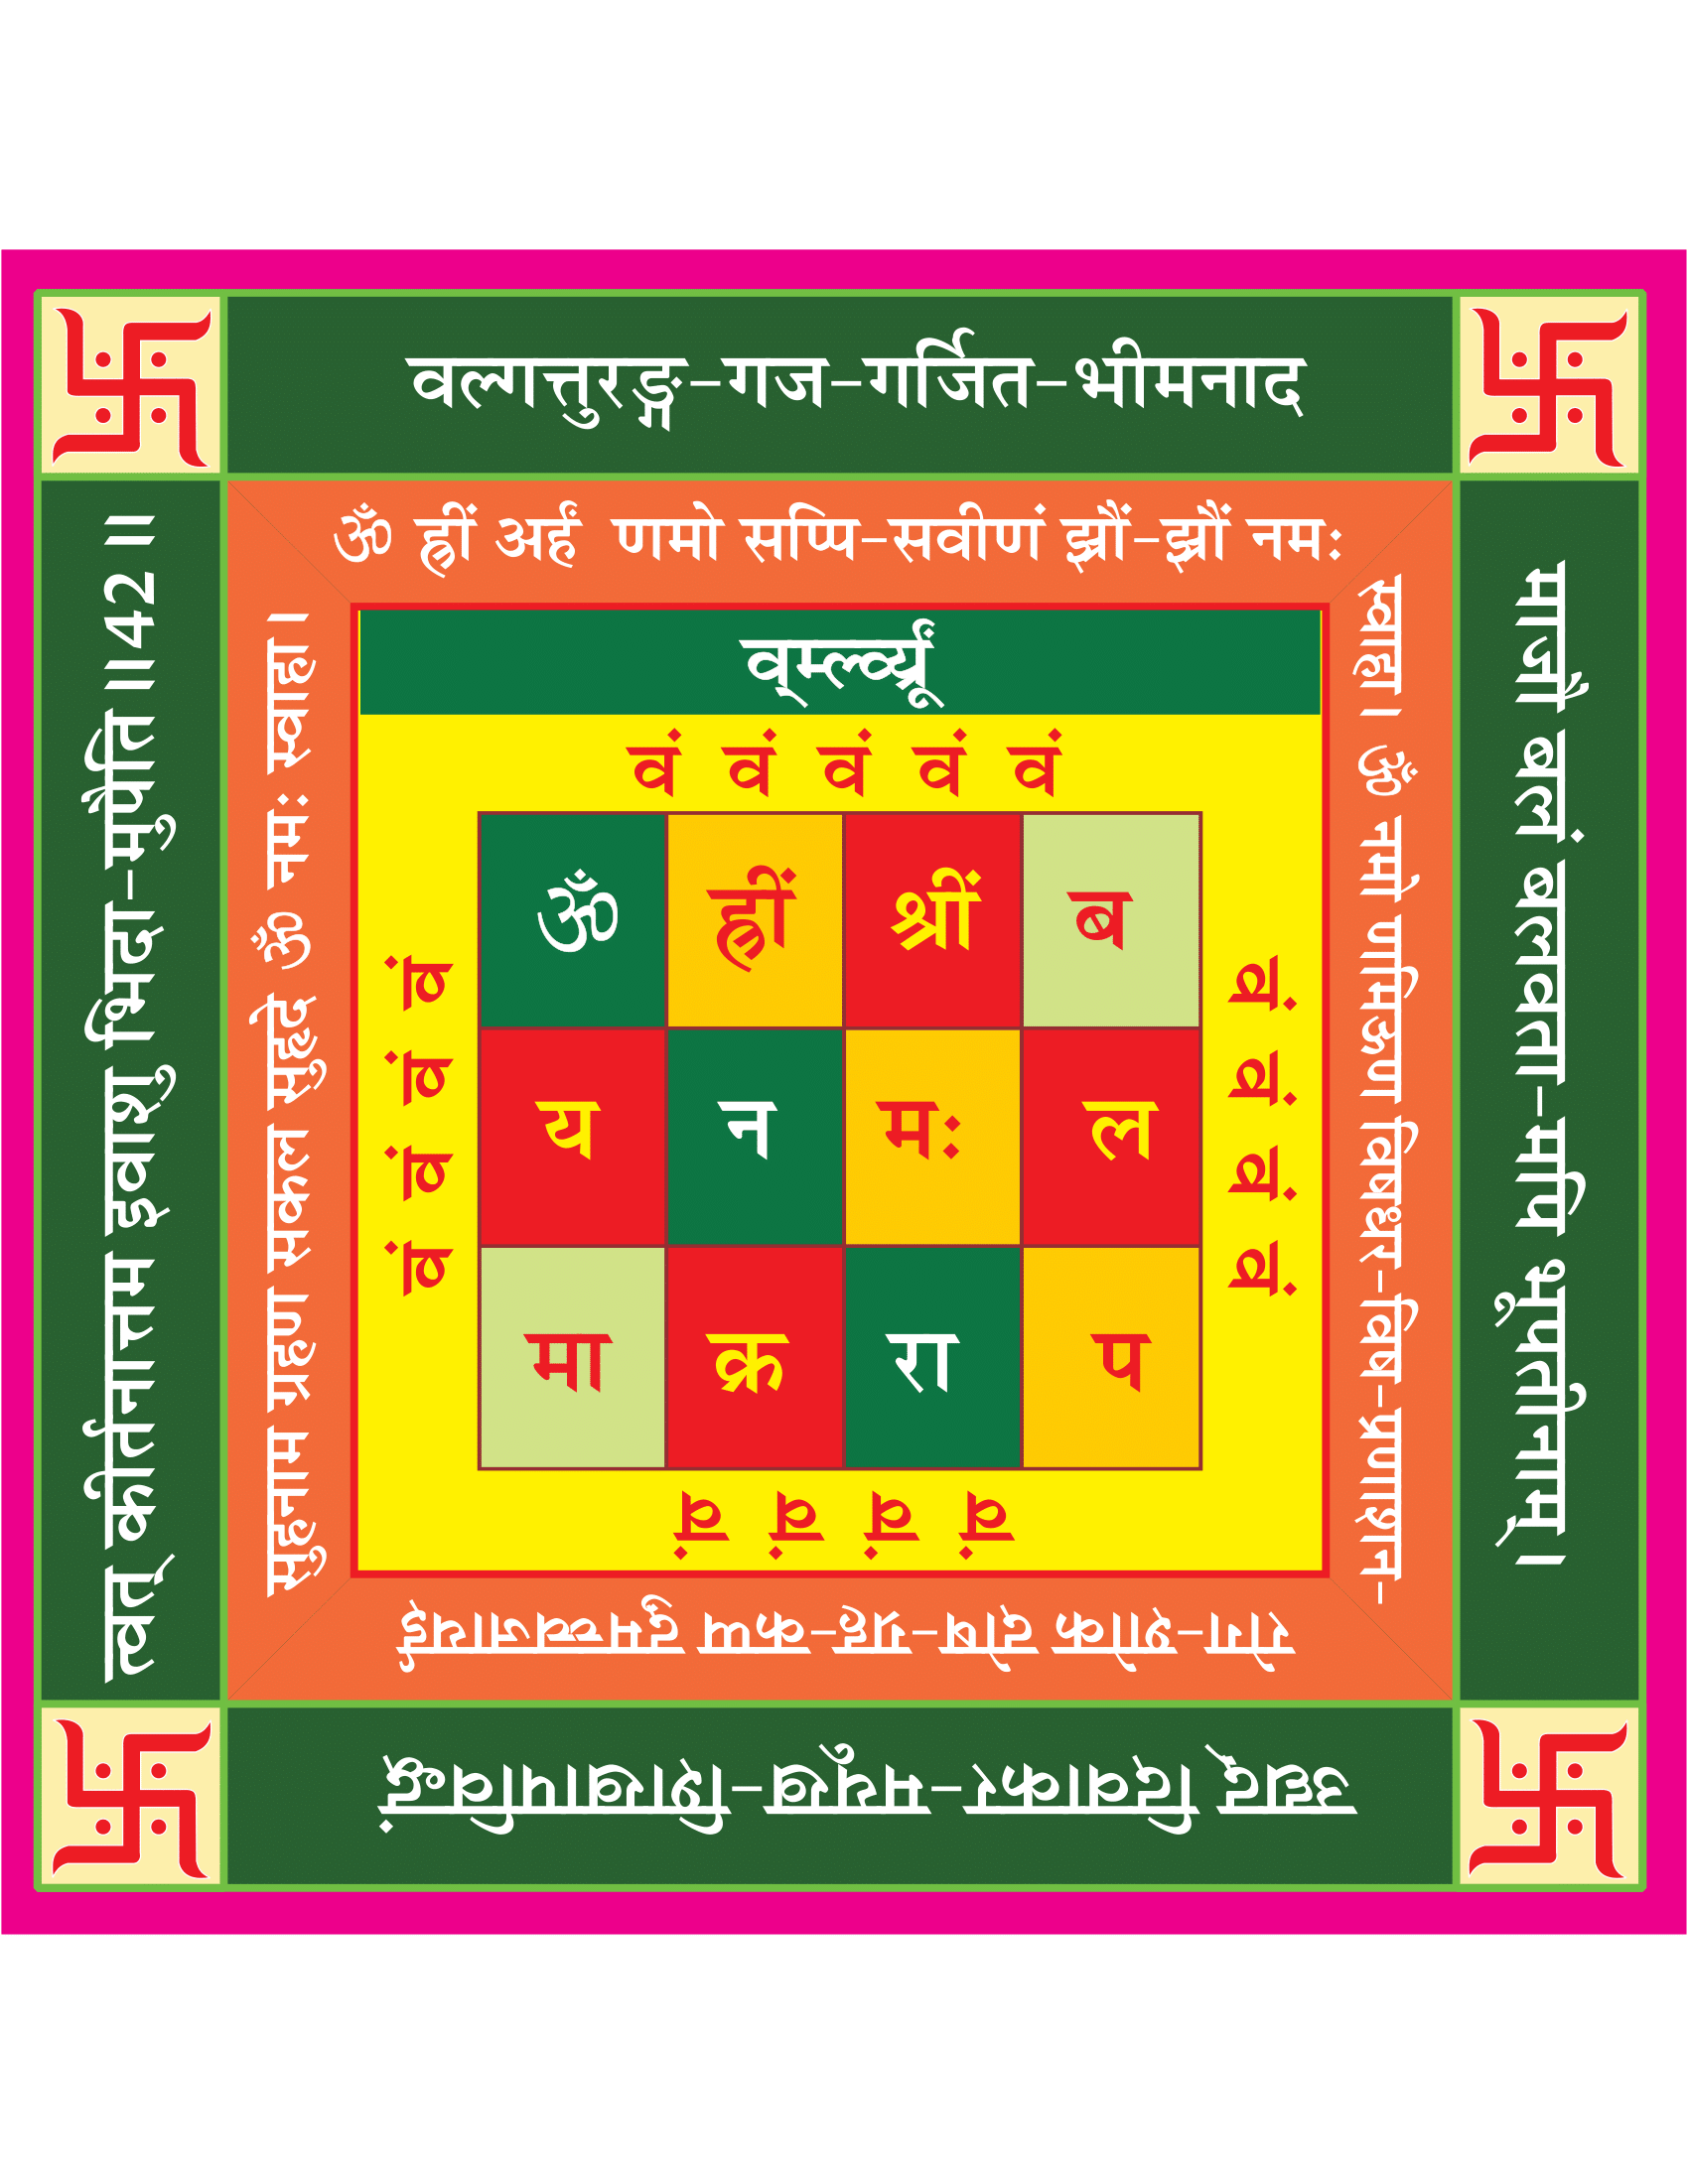 वल्गत्तुरङ्ग-गज-गर्जित-भीमनाद
माजौ बलं बलवता-मपि भूपतीनाम् ।
उद्यद् दिवाकर-मयूख-शिखापविद्धं
त्वत् कीर्तनात्तम इवाशु भिदा-मुपैति ॥42 ॥
ॐ ह्रीं अर्हं णमो सप्पि-सवीणं झ्रौं-झ्रौं नमः
स्वाहा । ॐ नमो णमिऊण विषधर-विष-प्रणाशन-
रोग-शोक दोष-ग्रह-कप्प दुमच्चजायई
सुहनाम ग्रहण सकल सुहदे ॐ नमः स्वाहा ।
वं वं वं वं वं
वं वं वं वं
वं वं वं वं
वं वं वं वं
ॐ ह्रीं श्रीं ब
य न मः ल
मा क्र रा प